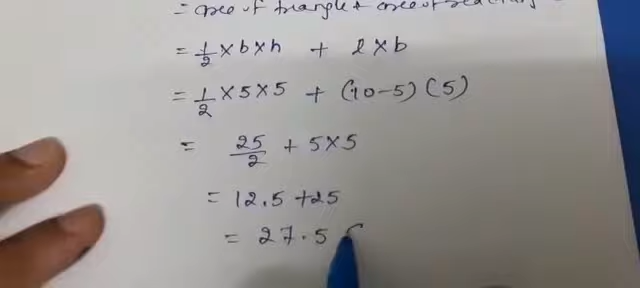 = area of triangle + area of rectangle
= 1/2 × b × h + l × b
= 1/2 × 5 × 5 + (10-5) (5)
= 25/2 + 5 × 5
= 12.5 + 25
= 27.5